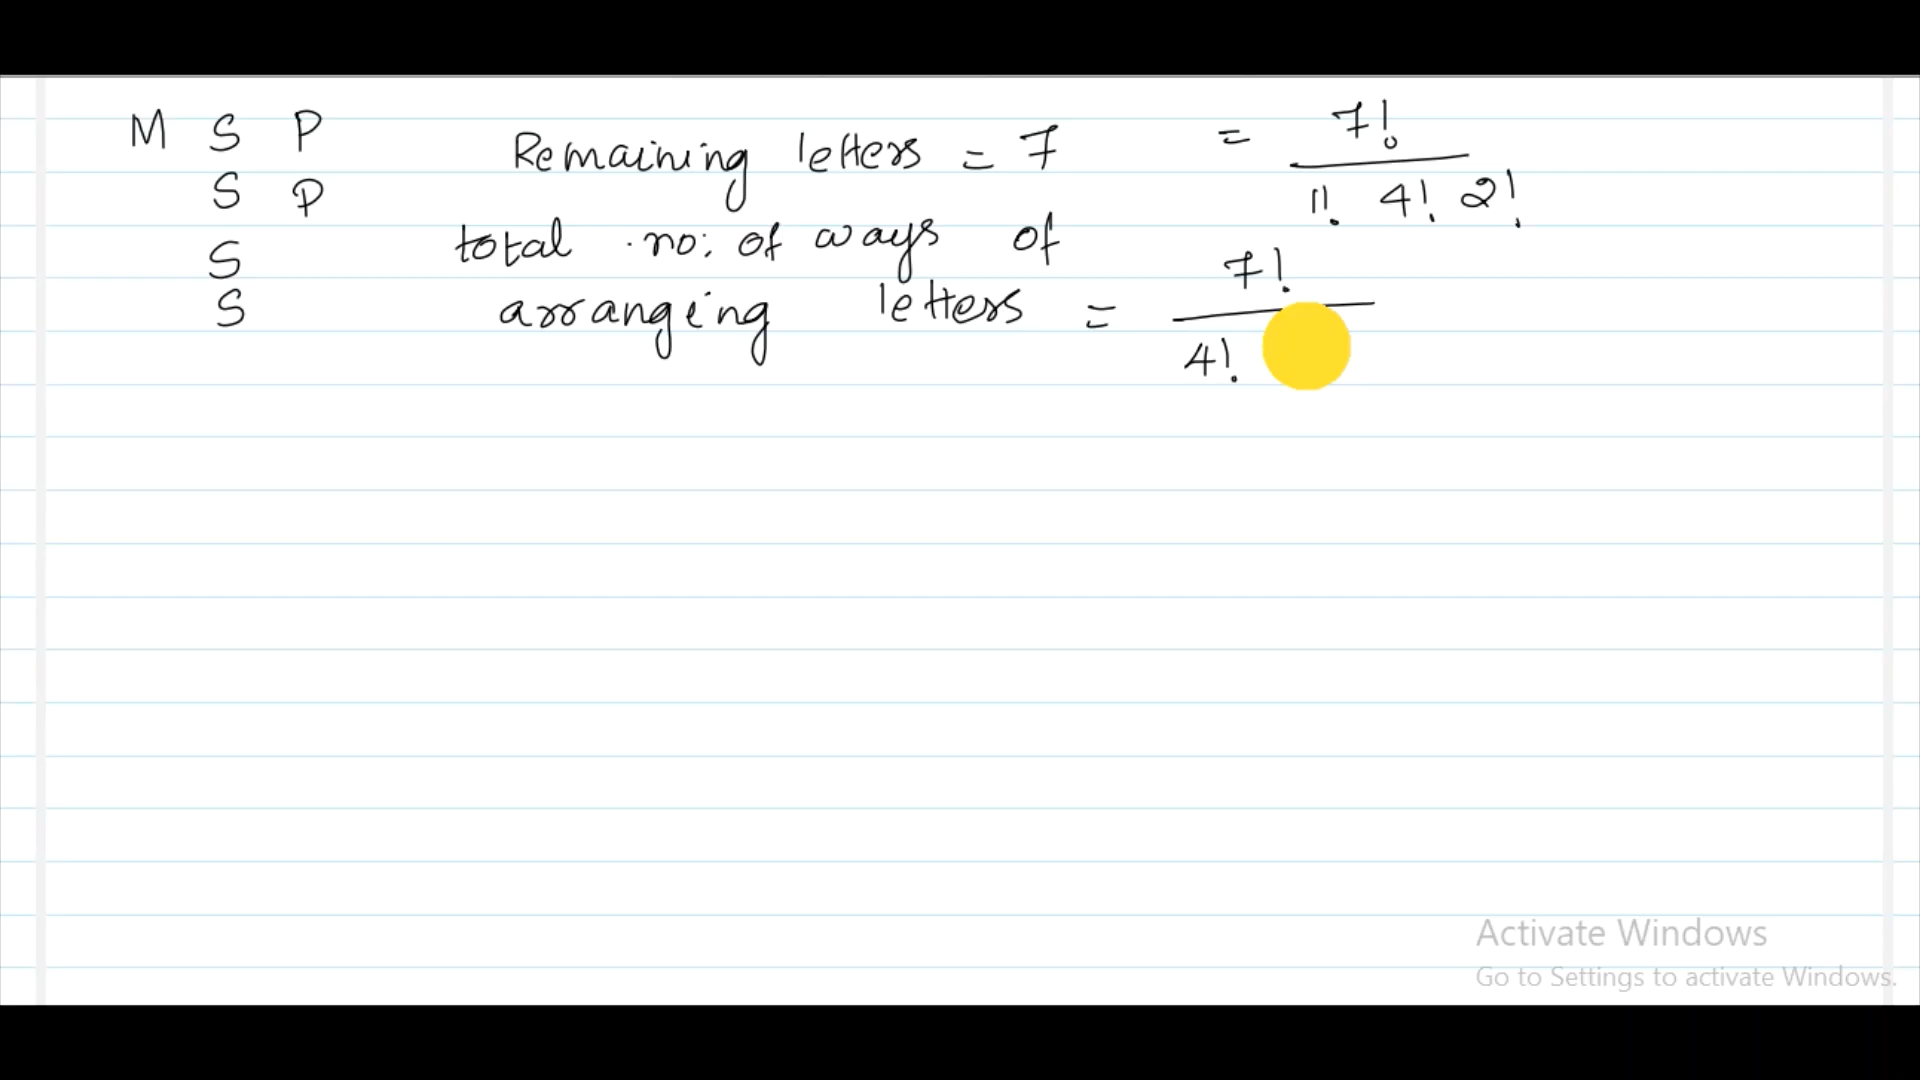 M S P Remaining letters = 7 = 7! / 1! 4! 2!
S P
total no: of ways of
S
S arranging letters = 7! / 4!
Activate Windows
Go to Settings to activate Windows.